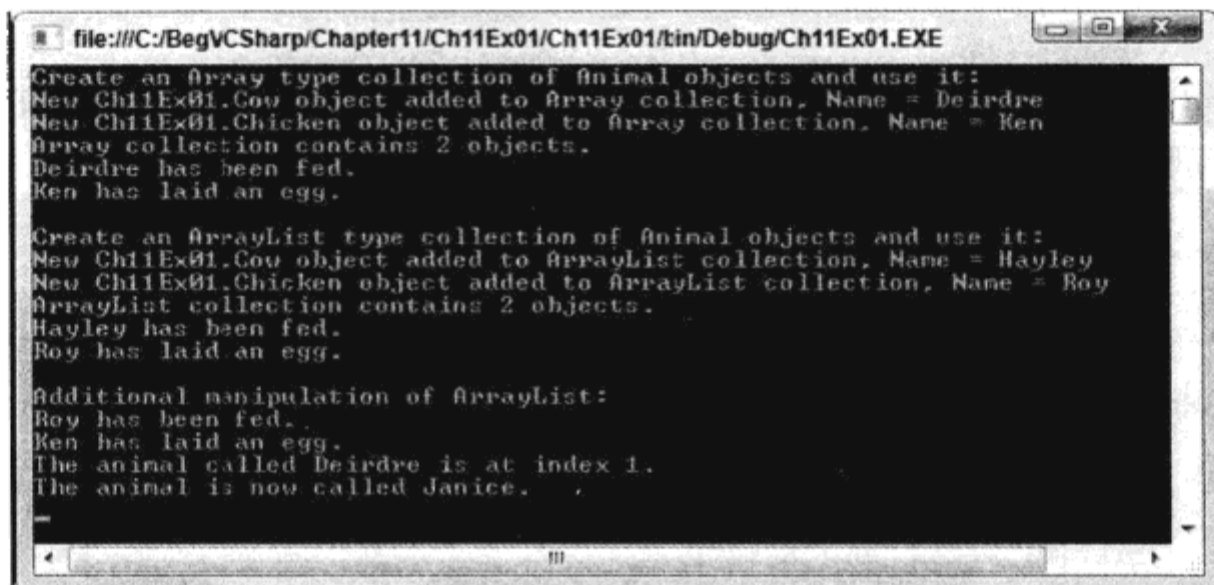 file:///C:/BegVCSharp/Chapter11/Ch11Ex01/Ch11Ex01/bin/Debug/Ch11Ex01.EXE
Create an Array type collection of Animal objects and use it:
New Ch11Ex01.Cow object added to Array collection, Name = Deirdre
New Ch11Ex01.Chicken object added to Array collection, Name = Ken
Array collection contains 2 objects.
Deirdre has been fed.
Ken has laid an egg.
Create an ArrayList type collection of Animal objects and use it:
New Ch11Ex01.Cow object added to ArrayList collection, Name = Hayley
New Ch11Ex01.Chicken object added to ArrayList collection, Name = Roy
ArrayList collection contains 2 objects.
Hayley has been fed.
Roy has laid an egg.
Additional manipulation of ArrayList:
Roy has been fed.
Ken has laid an egg.
The animal called Deirdre is at index 1.
The animal is now called Janice.